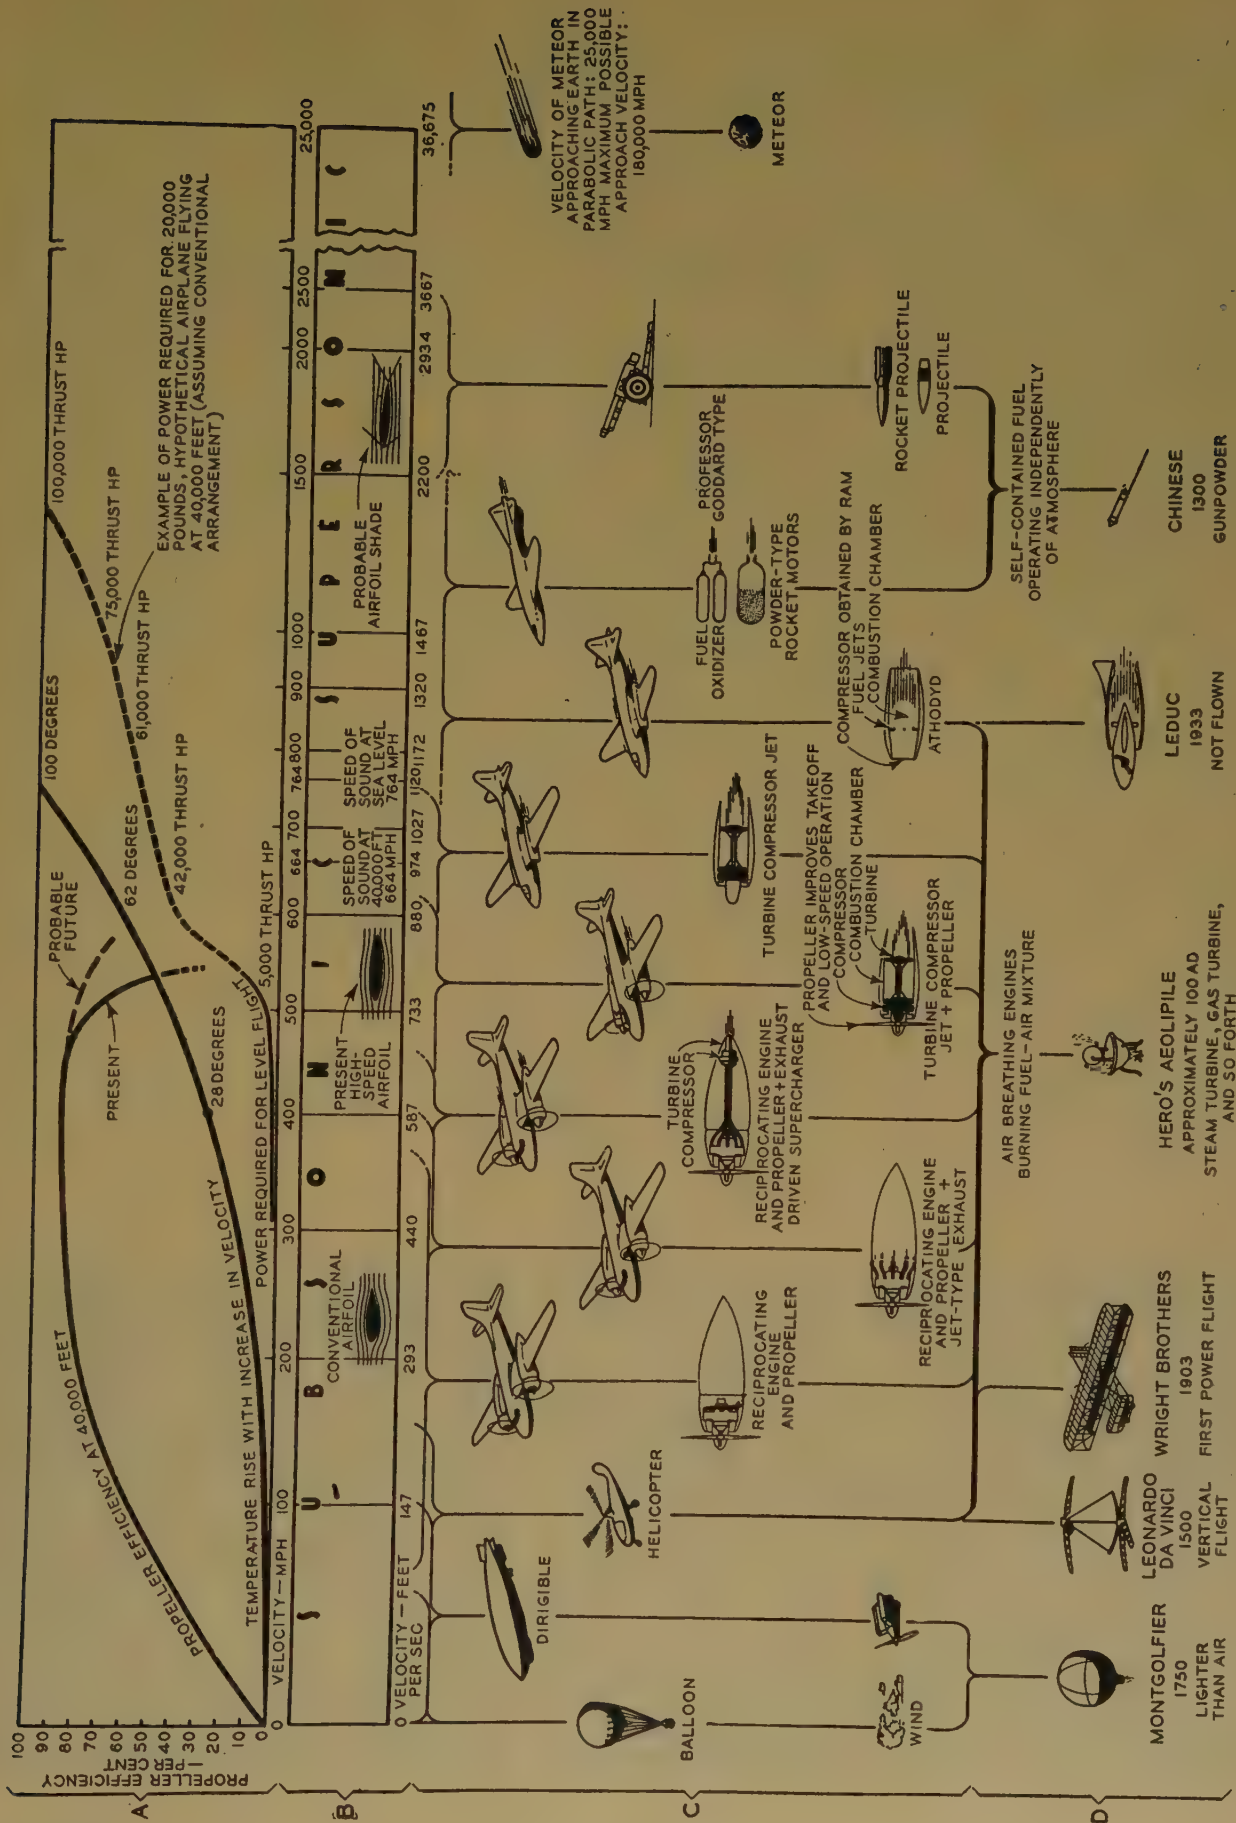 A
PROPELLER EFFICIENCY
—PER CENT
100
90
80
70
60
50
40
30
20
10
0
PROPELLER EFFICIENCY AT 40,000 FEET
TEMPERATURE RISE WITH INCREASE IN VELOCITY
POWER REQUIRED FOR LEVEL FLIGHT
PRESENT
PROBABLE
FUTURE
28 DEGREES
62 DEGREES
100 DEGREES
5,000 THRUST HP
42,000 THRUST HP
61,000 THRUST HP
75,000 THRUST HP
100,000 THRUST HP
EXAMPLE OF POWER REQUIRED FOR 20,000
POUNDS, HYPOTHETICAL AIRPLANE FLYING
AT 40,000 FEET (ASSUMING CONVENTIONAL
ARRANGEMENT)
VELOCITY—MPH
0 100 200 300 400 500 600 664 700 764 800 900 1000 1500 2000 2500 25,000
B
SUB-SONIC
SUPERSONIC
CONVENTIONAL
AIRFOIL
PRESENT
HIGH-
SPEED
AIRFOIL
SPEED OF
SOUND AT
40,000 FT
664 MPH
SPEED OF
SOUND AT
SEA LEVEL
764 MPH
PROBABLE
AIRFOIL SHADE
VELOCITY—FEET
PER SEC
0 147 293 440 587 733 880 974 1027 1120 1172 1320 1467 2200 2934 3667 36,675
C
BALLOON
WIND
DIRIGIBLE
HELICOPTER
RECIPROCATING
ENGINE
AND PROPELLER
RECIPRIOCATING ENGINE
AND PROPELLER +
JET-TYPE EXHAUST
TURBINE
COMPRESSOR
RECIPROCATING ENGINE
AND PROPELLER + EXHAUST
DRIVEN SUPERCHARGER
PROPELLER IMPROVES TAKEOFF
AND LOW-SPEED OPERATION
COMPRESSOR
COMBUSTION CHAMBER
TURBINE
TURBINE COMPRESSOR
JET + PROPELLER
TURBINE COMPRESSOR JET
COMPRESSOR OBTAINED BY RAM
FUEL JETS
COMBUSTION CHAMBER
ATHODYD
FUEL
OXIDIZER
PROFESSOR
GODDARD TYPE
POWDER-TYPE
ROCKET MOTORS
ROCKET PROJECTILE
PROJECTILE
VELOCITY OF METEOR
APPROACHING EARTH IN
PARABOLIC PATH: 25,000
MPH MAXIMUM POSSIBLE
APPROACH VELOCITY:
180,000 MPH
METEOR
D
AIR BREATHING ENGINES
BURNING FUEL-AIR MIXTURE
SELF-CONTAINED FUEL
OPERATING INDEPENDENTLY
OF ATMOSPHERE
MONTGOLFIER
1750
LIGHTER
THAN AIR
LEONARDO
DA VINCI
1500
VERTICAL
FLIGHT
WRIGHT BROTHERS
1903
FIRST POWER FLIGHT
HERO'S AEOLIPILE
APPROXIMATELY 100 AD
STEAM TURBINE, GAS TURBINE,
AND SO FORTH
LEDUC
1933
NOT FLOWN
CHINESE
1300
GUNPOWDER